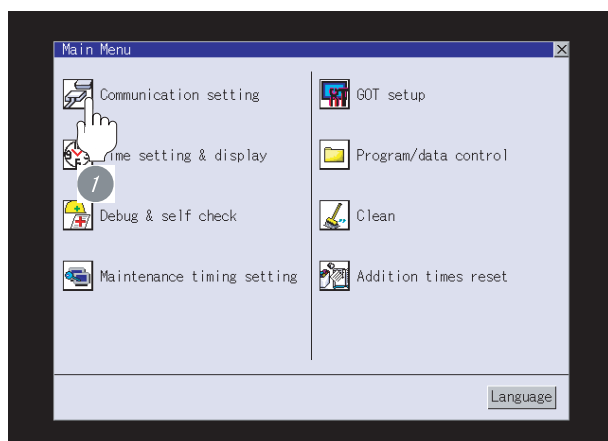 Main Menu
Communication setting
GOT setup
Time setting & display
Program/data control
1
Debug & self check
Clean
Maintenance timing setting
Addition times reset
Language